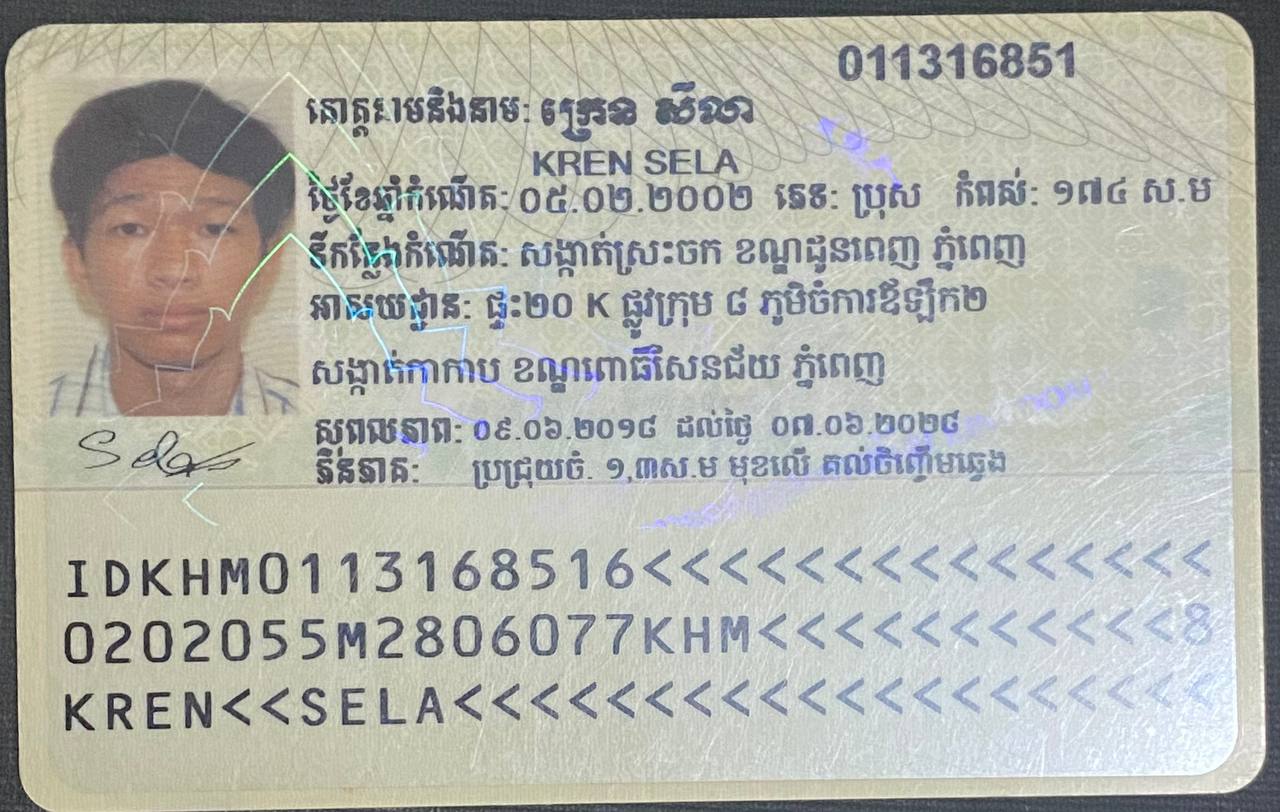 011316851
គោត្តនាមនិងនាម: ក្រេន សីលា
KREN SELA
ថ្ងៃខែឆ្នាំកំណើត: ០៥.០២.២០០២ ភេទ: ប្រុស កំពស់: ១៧៤ ស.ម
ទីកន្លែងកំណើត: សង្កាត់ស្រះចក ខណ្ឌដូនពេញ ភ្នំពេញ
អាសយដ្ឋាន: ផ្ទះ២០ K ផ្លូវក្រុម ៨ ភូមិចំការឪឡឹក២
សង្កាត់កាកាប ខណ្ឌពោធិ៍សែនជ័យ ភ្នំពេញ
សុពលភាព: ០៩.០៦.២០១៨ ដល់ថ្ងៃ ០៧.០៦.២០២៨
ភិនភាគ: ប្រជ្រុយចំ. ១,៣ស.ម មុខលើ គល់ចិញ្ចើមឆ្វេង
Sela
IDKHM0113168516<<<<<<<<<<<<<<<
0202055M2806077KHM<<<<<<<<<<<8
KREN<<SELA<<<<<<<<<<<<<<<<<<<<